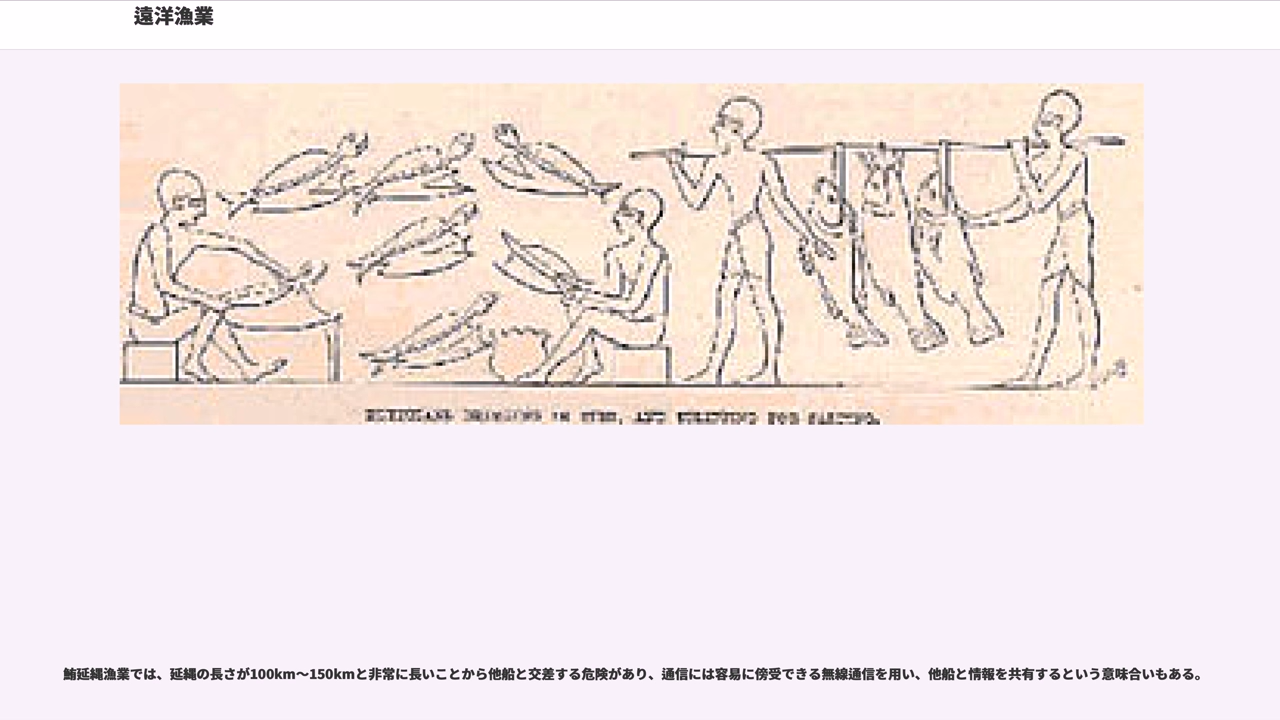 遠洋漁業
鮪延縄漁業では、延縄の長さが100km〜150kmと非常に長いことから他船と交差する危険があり、通信には容易に傍受できる無線通信を用い、他船と情報を共有するという意味合いもある。